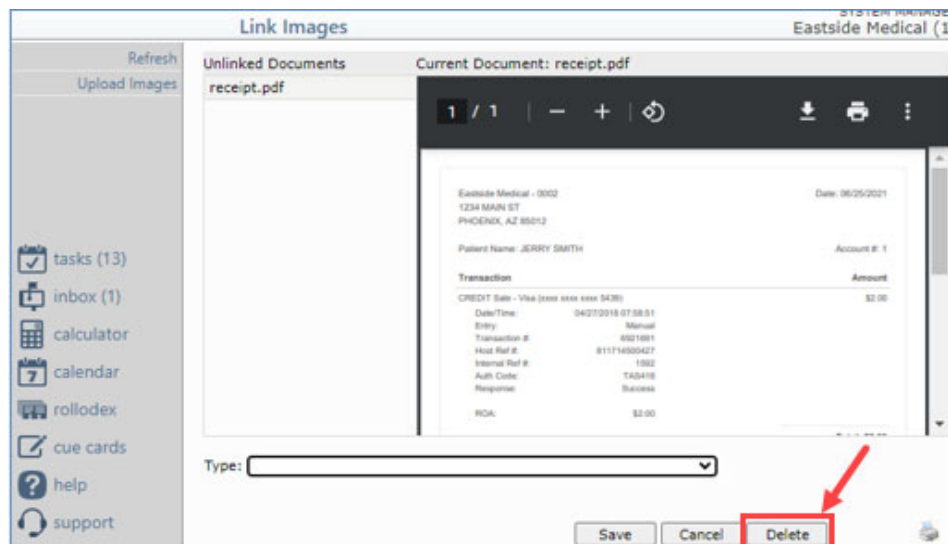 SYSTEM MANAGE
Link Images
Eastside Medical (1
Refresh
Upload Images
Unlinked Documents
Current Document: receipt.pdf
receipt.pdf
1 / 1
Eastside Medical - 0002
Date: 06/25/2021
1234 MAIN ST
PHOENIX, AZ 85012
Patient Name: JERRY SMITH
Account #: 1
Transaction
Amount
CREDIT Sale - Visa (xxxx xxxx xxxx 5439)
$2.00
Date/Time: 04/27/2018 07:58:51
Entry: Manual
Transaction #: 6921691
Host Ref #: 811714500427
Internal Ref #: 1592
Auth Code: TAS418
Response: Success
ROA: $2.00
tasks (13)
inbox (1)
calculator
7 calendar
rollodex
cue cards
help
support
Type:
Save
Cancel
Delete